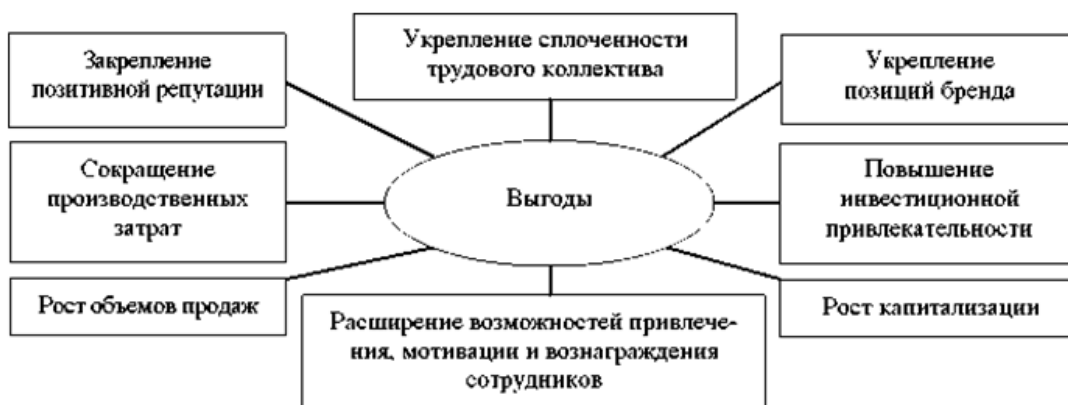 Укрепление сплоченности
трудового коллектива
Закрепление
позитивной репутации
Укрепление
позиций бренда
Сокращение
производственных
затрат
Выгоды
Повышение
инвестиционной
привлекательности
Рост объемов продаж
Расширение возможностей привлече-
ния, мотивации и вознаграждения
сотрудников
Рост капитализации